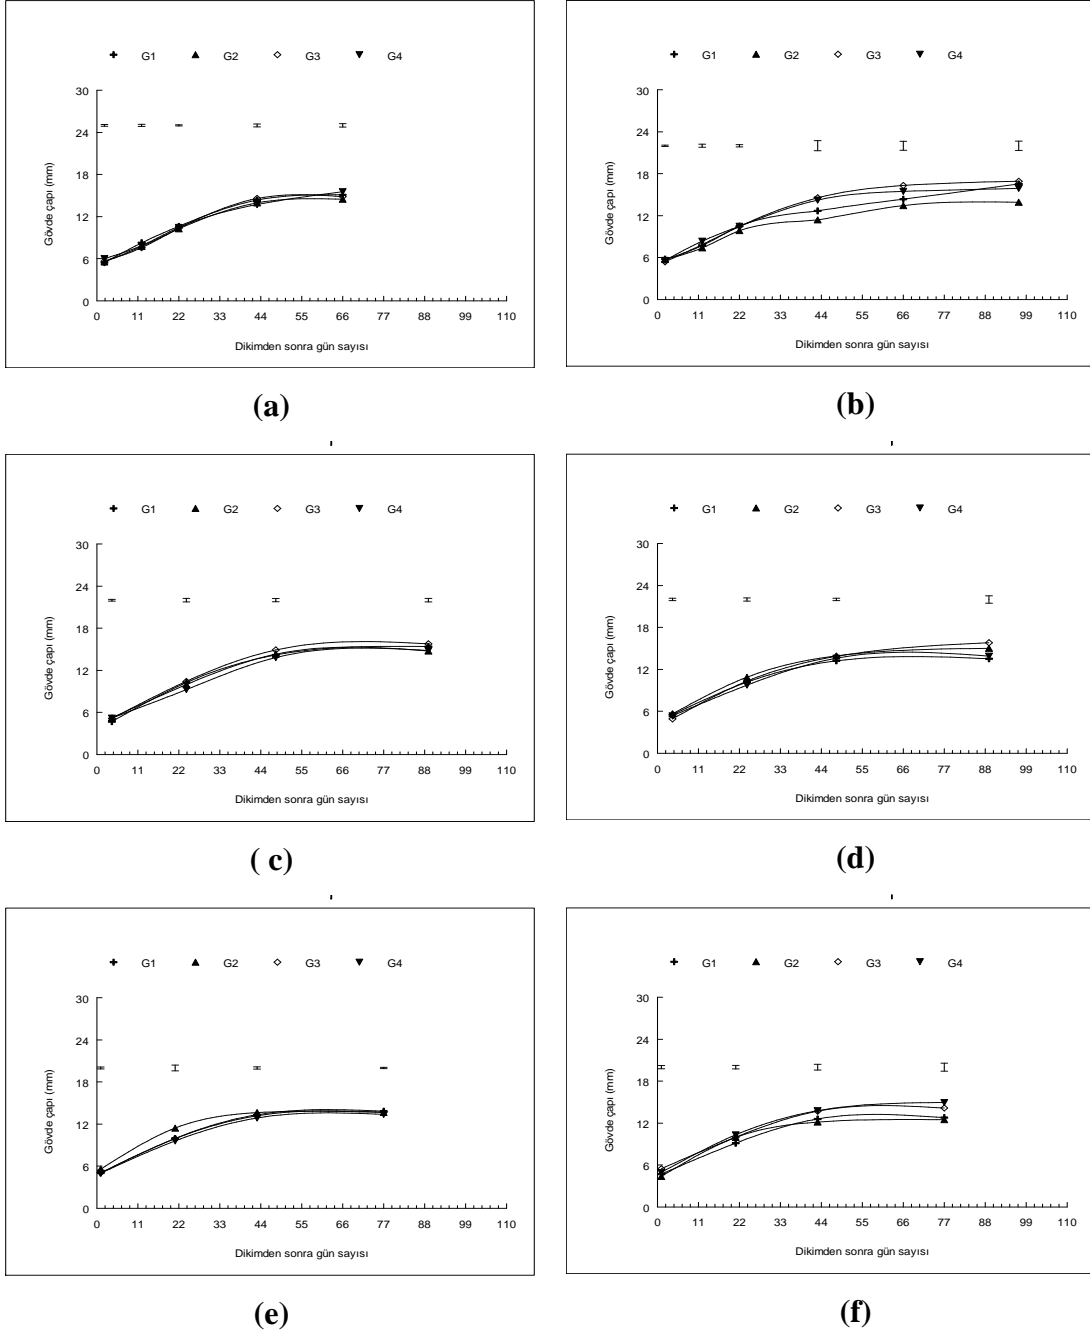 G1 G2 G3 G4
30
24
18
12
6
0
Gövde çapı (mm)
0 11 22 33 44 55 66 77 88 99 110
Dikimden sonra gün sayısı
(a)
G1 G2 G3 G4
30
24
18
12
6
0
Gövde çapı (mm)
0 11 22 33 44 55 66 77 88 99 110
Dikimden sonra gün sayısı
(b)
G1 G2 G3 G4
30
24
18
12
6
0
Gövde çapı (mm)
0 11 22 33 44 55 66 77 88 99 110
Dikimden sonra gün sayısı
( c)
G1 G2 G3 G4
30
24
18
12
6
0
Gövde çapı (mm)
0 11 22 33 44 55 66 77 88 99 110
Dikimden sonra gün sayısı
(d)
G1 G2 G3 G4
30
24
18
12
6
0
Gövde çapı (mm)
0 11 22 33 44 55 66 77 88 99 110
Dikimden sonra gün sayısı
(e)
G1 G2 G3 G4
30
24
18
12
6
0
Gövde çapı (mm)
0 11 22 33 44 55 66 77 88 99 110
Dikimden sonra gün sayısı
(f)